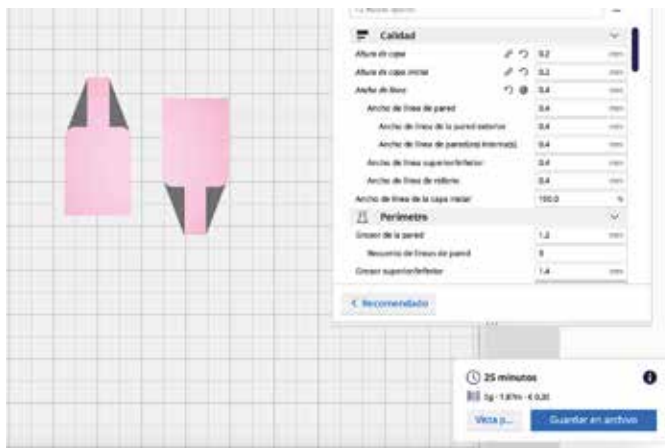 Calidad
Altura de capa 0.2 mm
Altura de capa inicial 0.2 mm
Ancho de línea 0.4 mm
Ancho de línea de pared 0.4 mm
Ancho de línea de la pared exterior 0.4 mm
Ancho de línea de pared(es) interna(s) 0.4 mm
Ancho de línea superior/inferior 0.4 mm
Ancho de línea de relleno 0.4 mm
Ancho de línea de la capa inicial 100.0 %
Perímetro
Grosor de la pared 1.2 mm
Recuento de líneas de pared
Grosor superior/inferior 1.4 mm
< Recomendado
25 minutos
Guardar en archivo